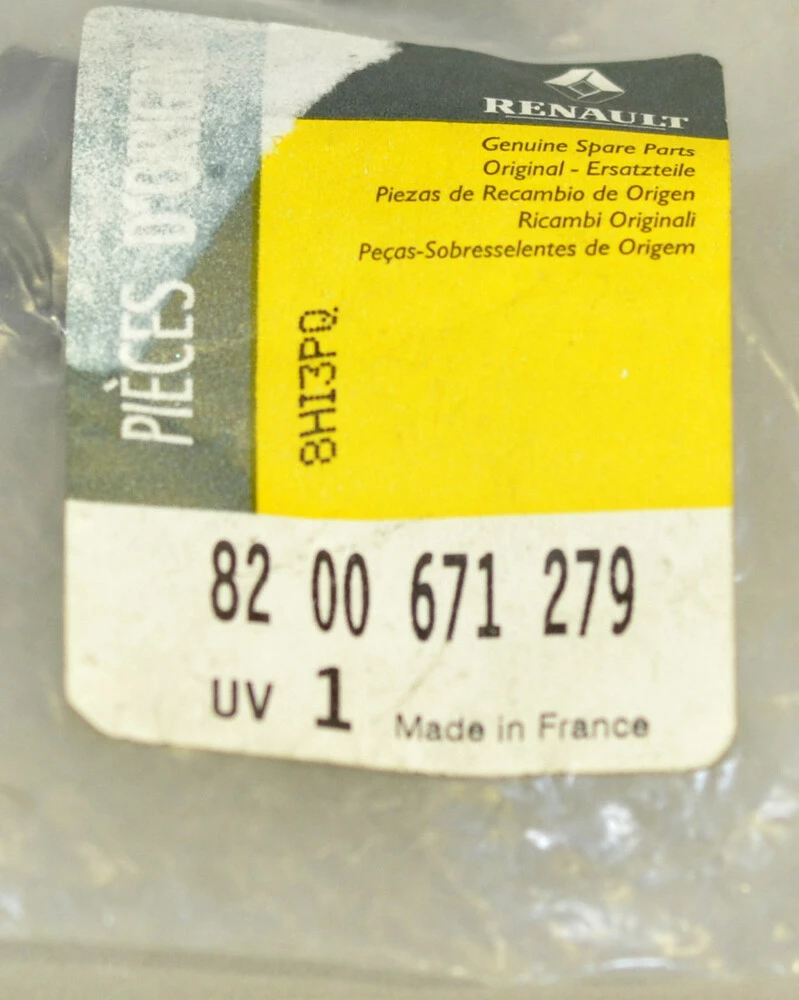 RENAULT
Genuine Spare Parts
Original - Ersatzteile
Piezas de Recambio de Origen
Ricambi Originali
Peças-Sobresselentes de Origem
PIÈCES D'ORIGINE
8HI3PQ
82 00 671 279
UV 1 Made in France